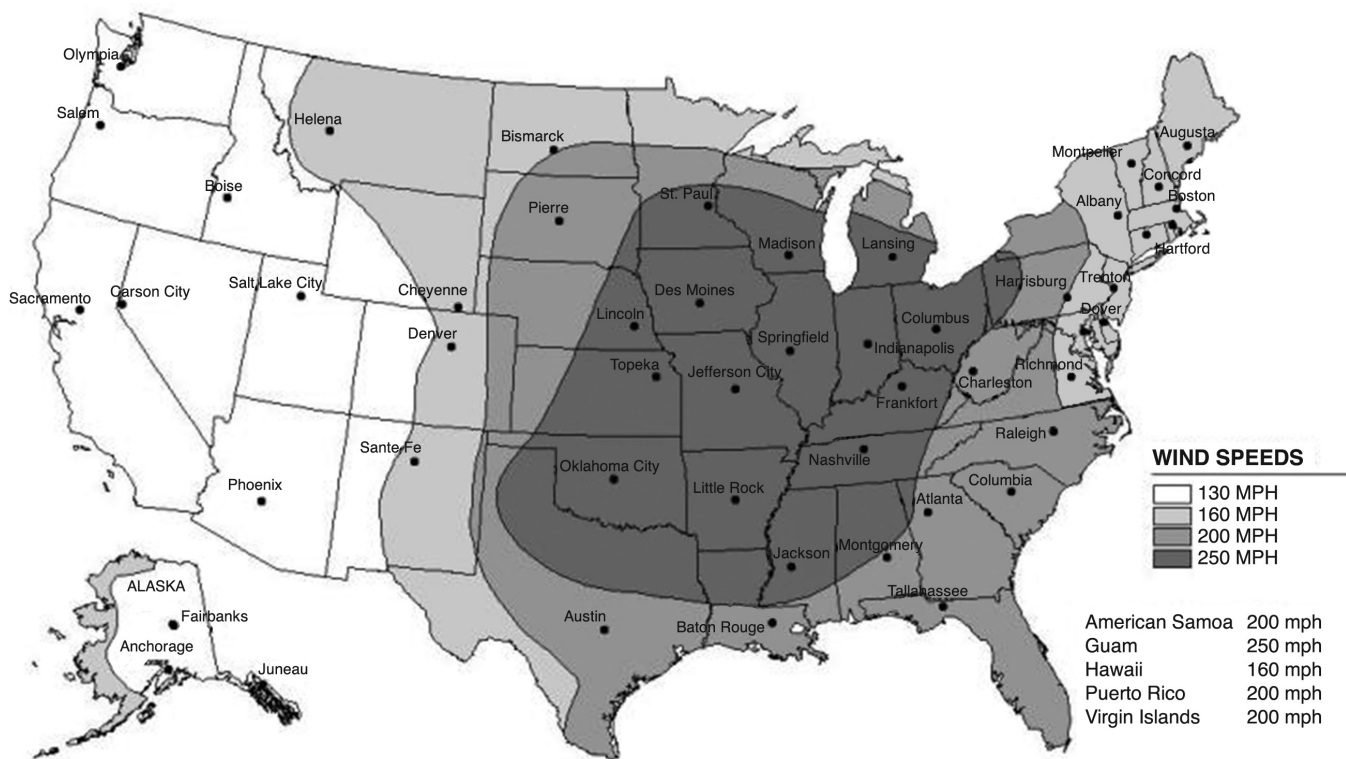 Olympia
Salem
Helena
Bismarck
Boise
Pierre
St. Paul
Montpelier
Augusta
Concord
Albany
Boston
Hartford
Madison
Lansing
Sacramento
Carson City
Salt Lake City
Cheyenne
Denver
Des Moines
Lincoln
Harrisburg
Trenton
Dover
Columbus
Springfield
Indianapolis
Topeka
Jefferson City
Frankfort
Charleston
Richmond
Sante Fe
Phoenix
Oklahoma City
Little Rock
Nashville
Raleigh
Columbia
Atlanta
Jackson
Montgomery
Tallahassee
Austin
Baton Rouge
ALASKA
Fairbanks
Anchorage
Juneau
WIND SPEEDS
130 MPH
160 MPH
200 MPH
250 MPH
American Samoa 200 mph
Guam 250 mph
Hawaii 160 mph
Puerto Rico 200 mph
Virgin Islands 200 mph